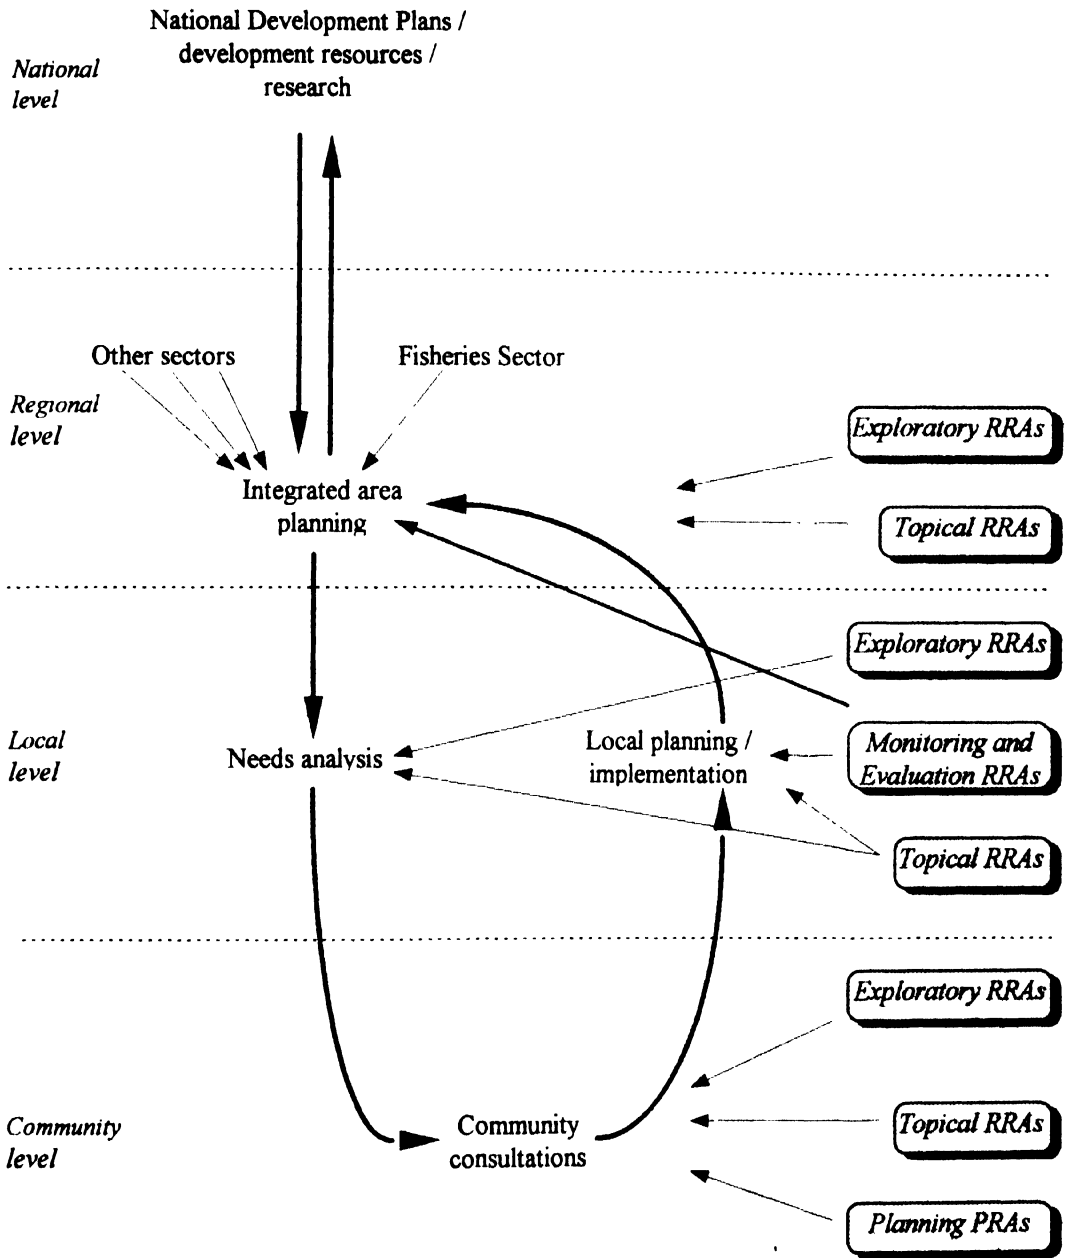 National Development Plans /
development resources /
research
National
level
Other sectors
Fisheries Sector
Regional
level
Exploratory RRAs
Integrated area
planning
Topical RRAs
Exploratory RRAs
Local
level
Needs analysis
Local planning /
implementation
Monitoring and
Evaluation RRAs
Topical RRAs
Exploratory RRAs
Community
level
Community
consultations
Topical RRAs
Planning PRAs